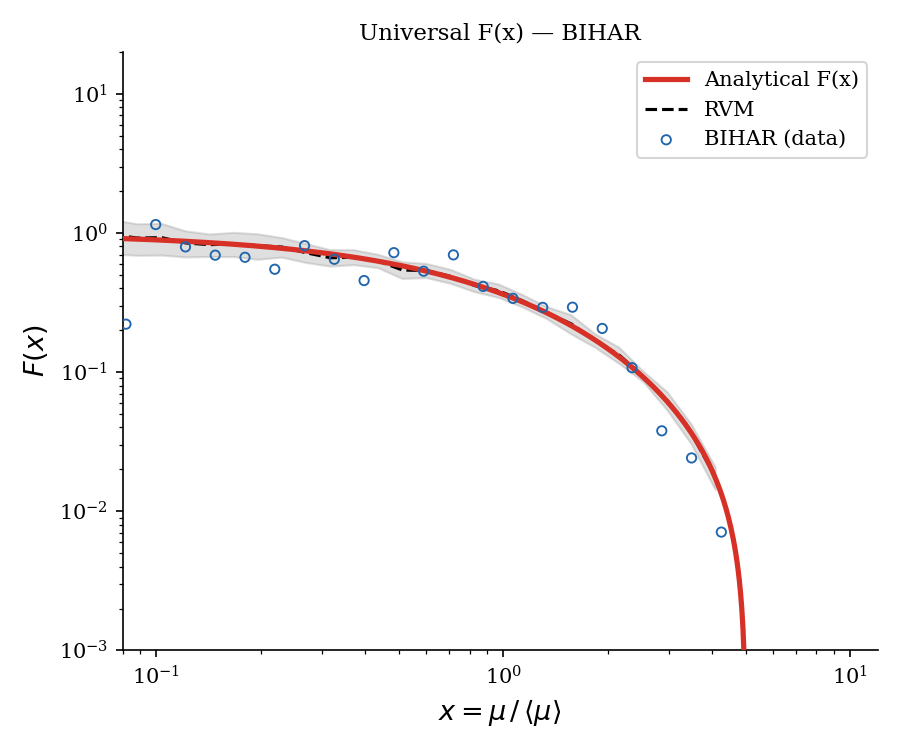 Universal F(x) — BIHAR
Analytical F(x)
RVM
BIHAR (data)
10¹
10⁰
10⁻¹
10⁻²
10⁻³
F(x)
10⁻¹ 10⁰ 10¹
x = μ / ⟨μ⟩